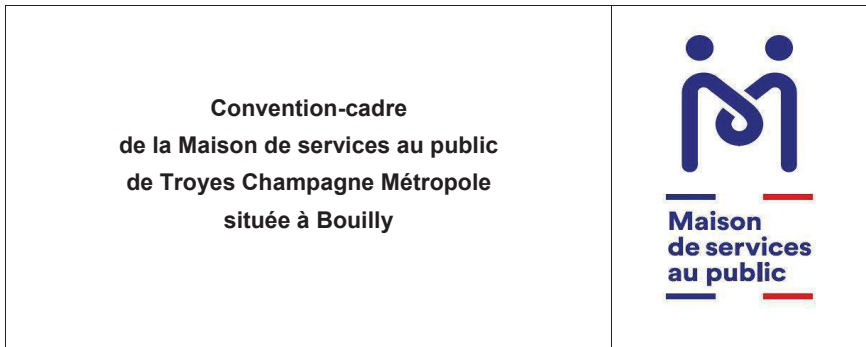 Convention-cadre
de la Maison de services au public
de Troyes Champagne Métropole
située à Bouilly
Maison
de services
au public